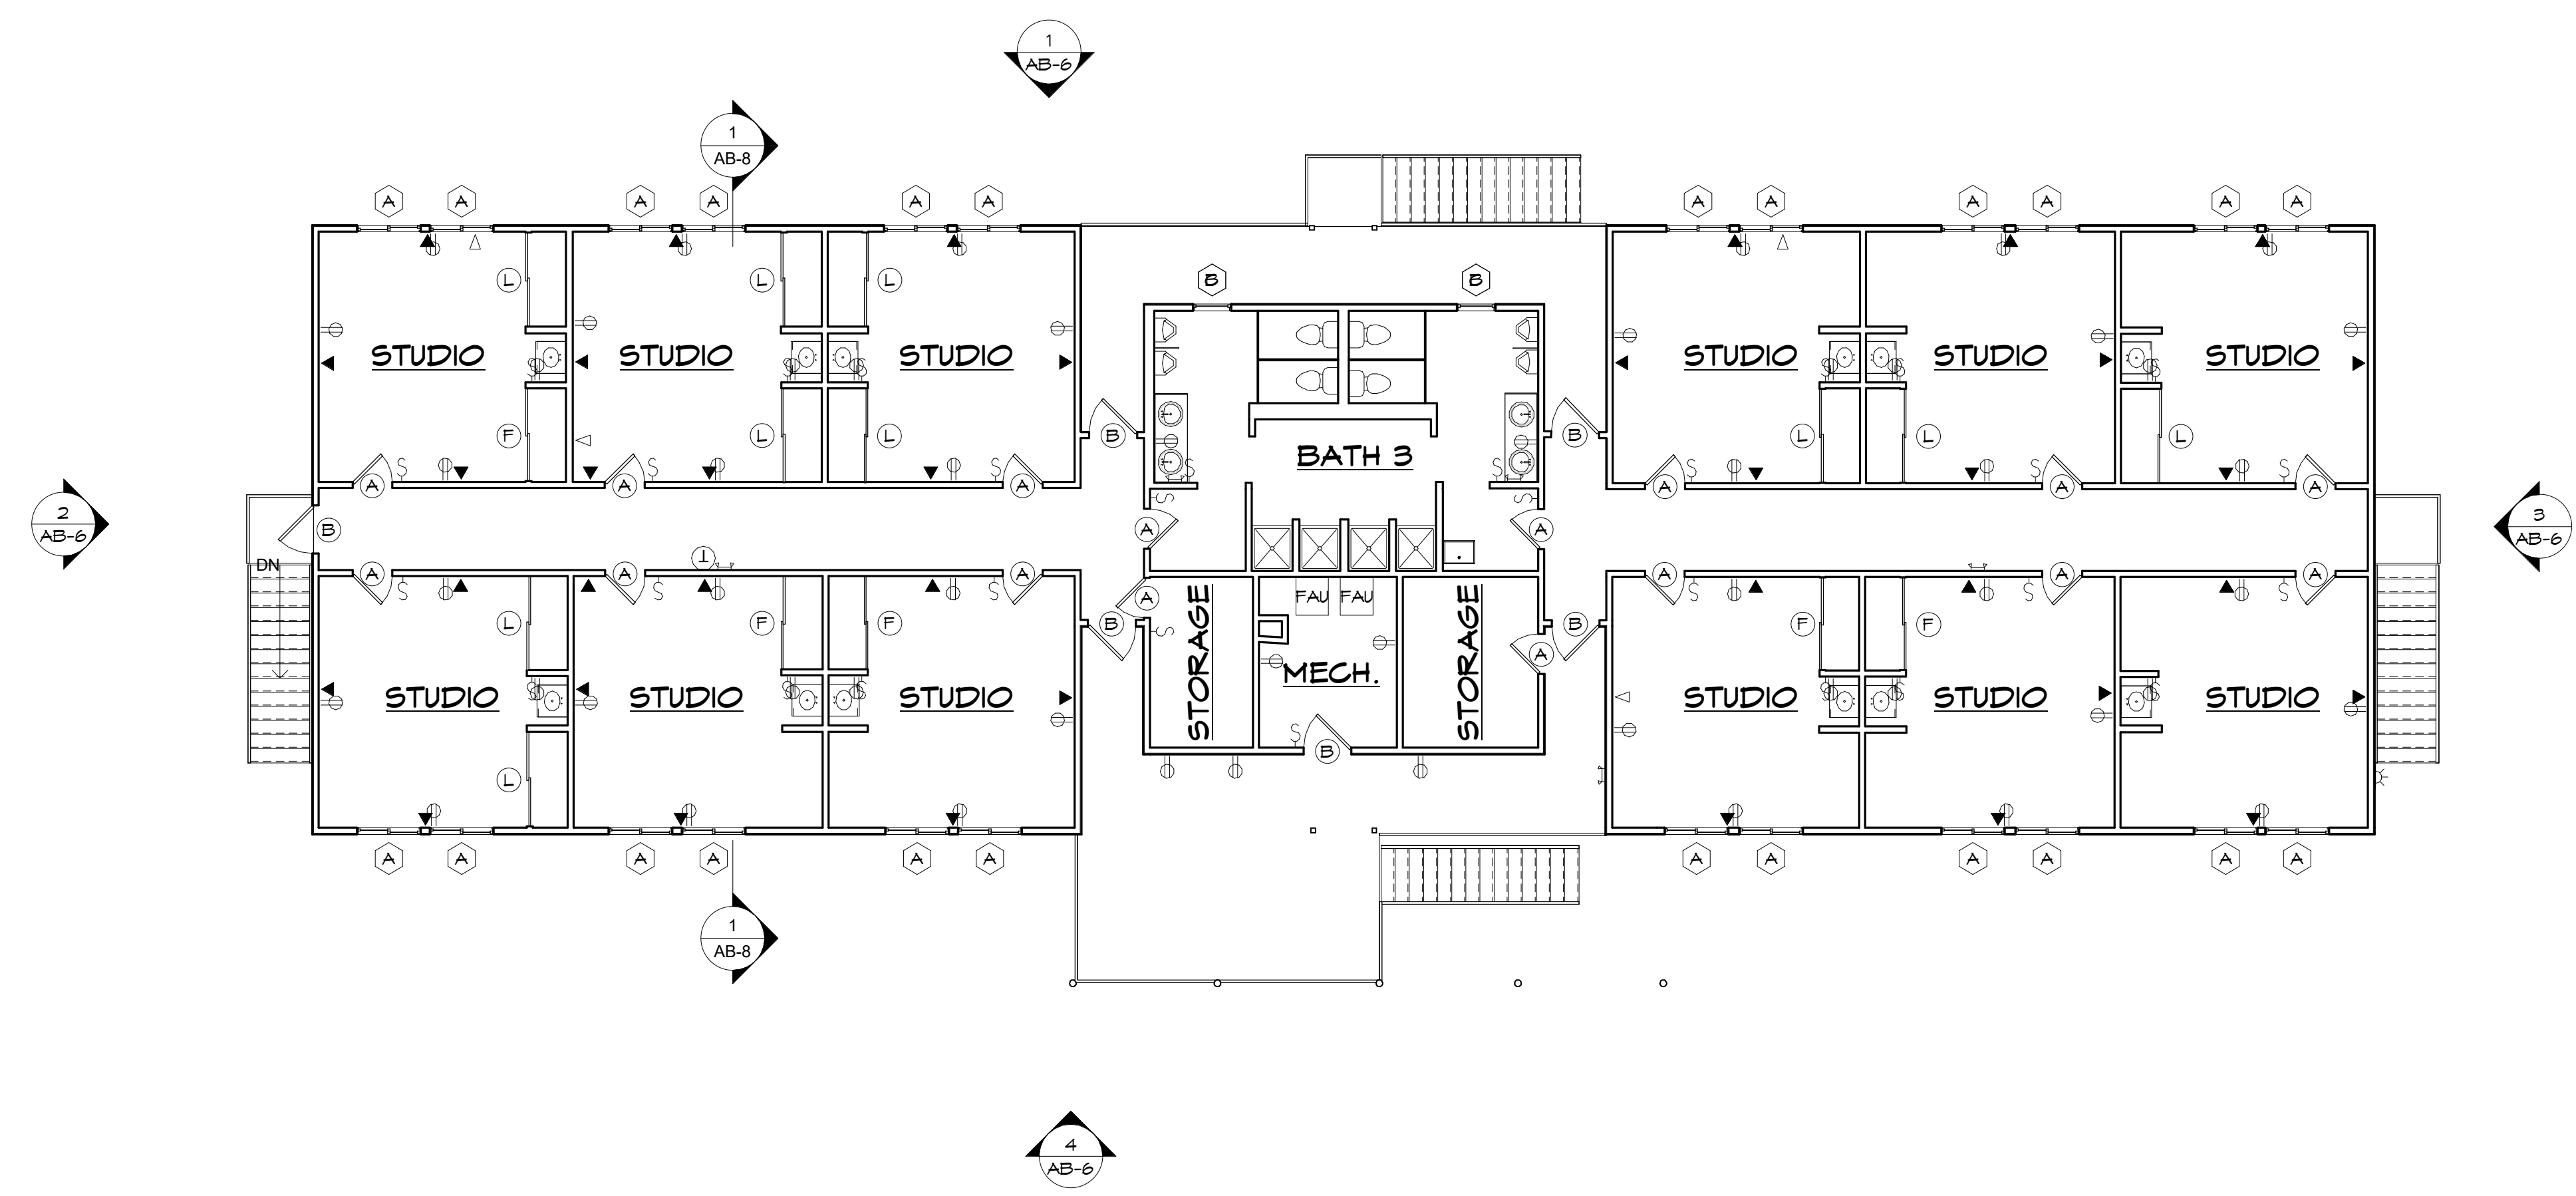 1
AB-6
1
AB-8
A A A A A A A A A A A A
B B
L L L L
STUDIO STUDIO STUDIO STUDIO STUDIO STUDIO
F L L B B L L L
BATH 3
S S S S S S S S
A A A A A A
2
AB-6
B A A
3
AB-6
T
DN
A A A A A A
S S S S S S S S
FAU FAU
A
L F F B B F F
STORAGE
MECH.
STORAGE
A
STUDIO STUDIO STUDIO STUDIO STUDIO STUDIO
S
B
L
A A A A A A A A A A A A
1
AB-8
4
AB-6